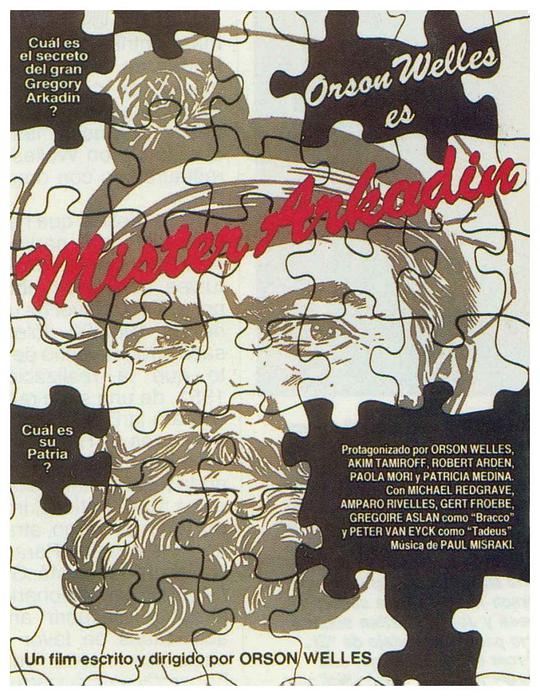 Cuál es
el secreto
del gran
Gregory
Arkadin
?
Orson Welles
es
Mister Arkadin
Cuál es
su
Patria
?
Protagonizado por ORSON WELLES,
AKIM TAMIROFF, ROBERT ARDEN,
PAOLA MORI y PATRICIA MEDINA.
Con MICHAEL REDGRAVE,
AMPARO RIVELLES, GERT FROEBE,
GREGOIRE ASLAN como "Bracco"
y PETER VAN EYCK como "Tadeus"
Música de PAUL MISRAKI.
Un film escrito y dirigido por ORSON WELLES